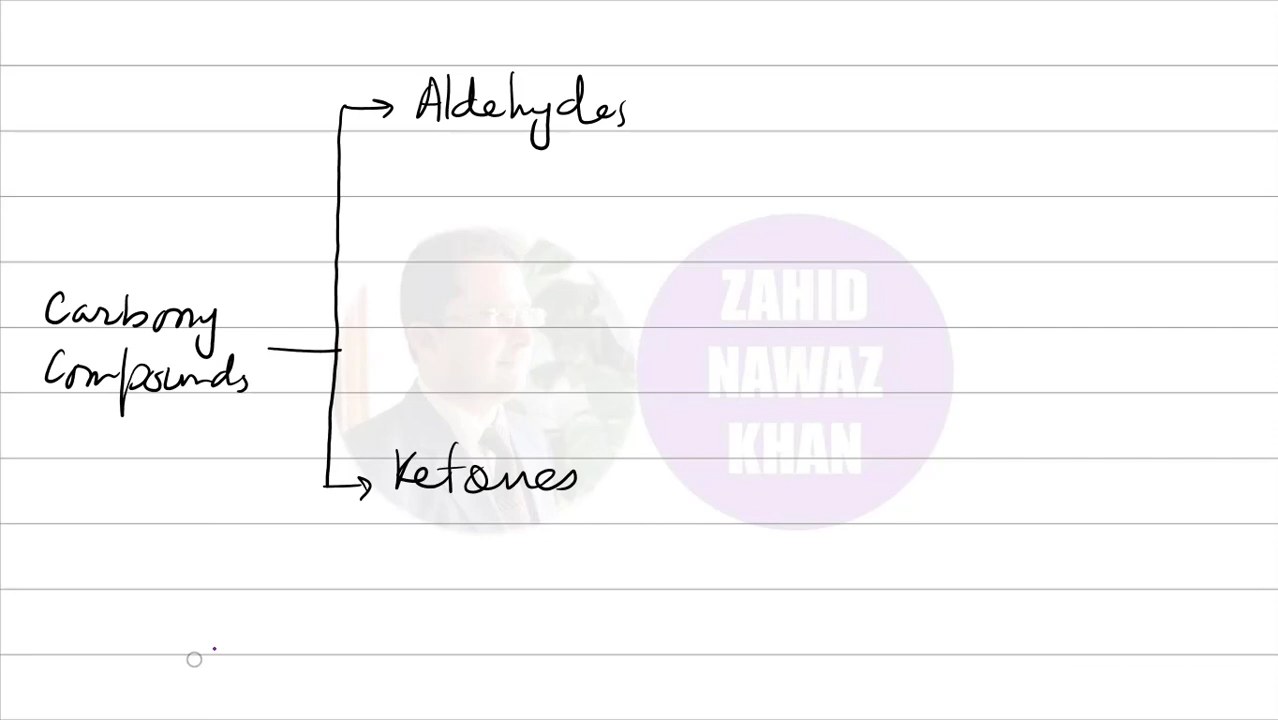 Aldehydes
Carbony
Compounds
Ketones
ZAHID
NAWAZ
KHAN